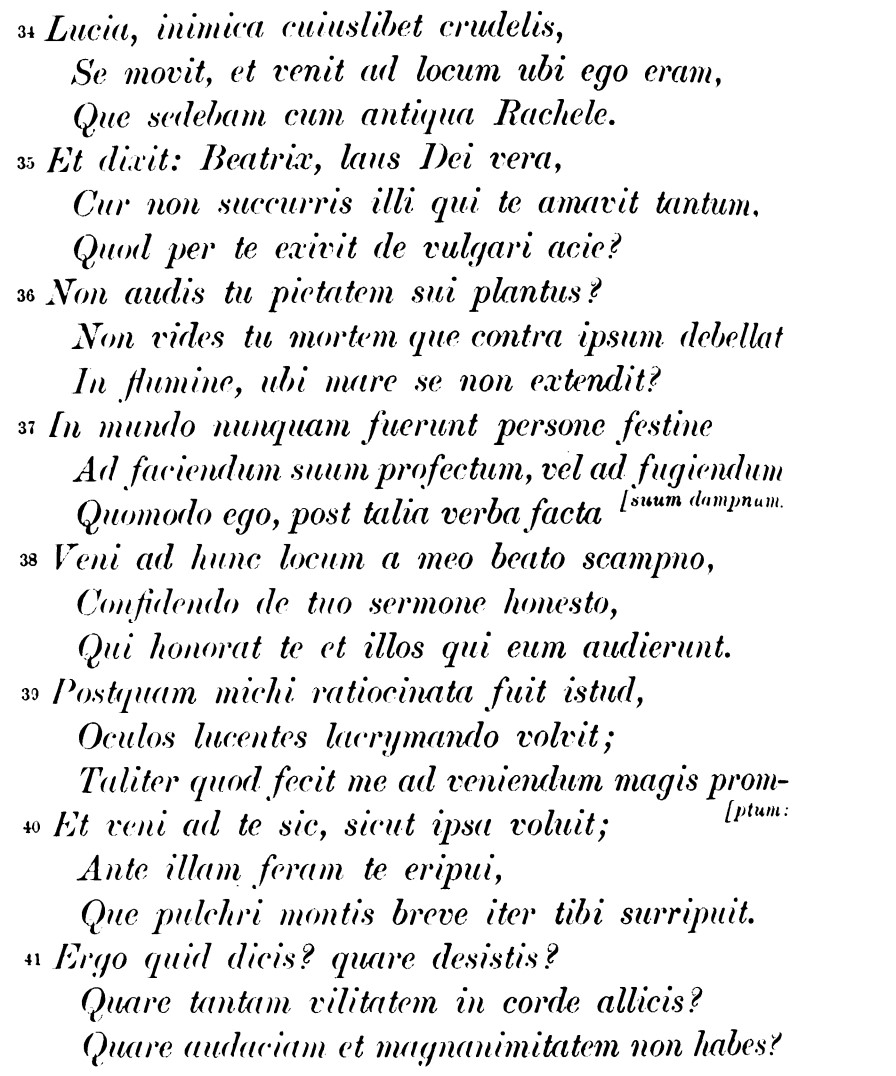 34 Lucia, inimica cuiuslibet crudelis,
Se movit, et venit ad locum ubi ego eram,
Que sedebam cum antiqua Rachele.
35 Et dixit: Beatrix, laus Dei vera,
Cur non succurris illi qui te amavit tantum,
Quod per te exivit de vulgari acie?
36 Non audis tu pietatem sui plantus?
Non vides tu mortem que contra ipsum debellat
In flumine, ubi mare se non extendit?
37 In mundo nunquam fuerunt persone festine
Ad faciendum suum profectum, vel ad fugiendum
Quomodo ego, post talia verba facta [suum dampnum.
38 Veni ad hunc locum a meo beato scampno,
Confidendo de tuo sermone honesto,
Qui honorat te et illos qui eum audierunt.
39 Postquam michi ratiocinata fuit istud,
Oculos lucentes lacrymando volvit;
Taliter quod fecit me ad veniendum magis prom-
[ptum:
40 Et veni ad te sic, sicut ipsa voluit;
Ante illam feram te eripui,
Que pulchri montis breve iter tibi surripuit.
41 Ergo quid dicis? quare desistis?
Quare tantam vilitatem in corde allicis?
Quare audaciam et magnanimitatem non habes?